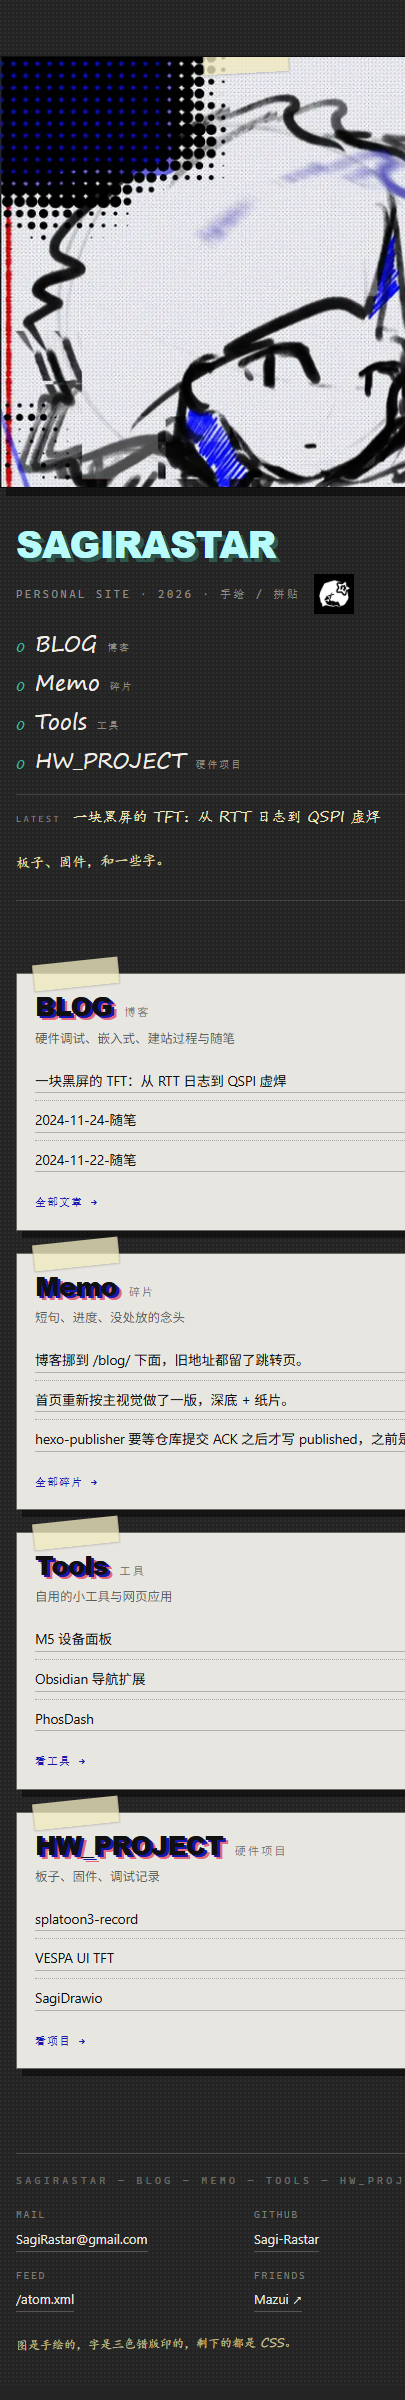 SAGIRASTAR
PERSONAL SITE · 2026 · 手绘 / 拼贴
o BLOG 博客
o Memo 碎片
o Tools 工具
o HW_PROJECT 硬件项目
LATEST 一块黑屏的 TFT：从 RTT 日志到 QSPI 虚焊
板子、固件，和一些字。
BLOG 博客
硬件调试、嵌入式、建站过程与随笔
一块黑屏的 TFT：从 RTT 日志到 QSPI 虚焊
2024-11-24-随笔
2024-11-22-随笔
全部文章 →
Memo 碎片
短句、进度、没处放的念头
博客挪到 /blog/ 下面，旧地址都留了跳转页。
首页重新按主视觉做了一版，深底 + 纸片。
hexo-publisher 要等仓库提交 ACK 之后才写 published，之前是
全部碎片 →
Tools 工具
自用的小工具与网页应用
M5 设备面板
Obsidian 导航扩展
PhosDash
看工具 →
HW_PROJECT 硬件项目
板子、固件、调试记录
splatoon3-record
VESPA UI TFT
SagiDrawio
看项目 →
SAGIRASTAR — BLOG — MEMO — TOOLS — HW_PROJ
MAIL GITHUB
SagiRastar@gmail.com Sagi-Rastar
FEED FRIENDS
/atom.xml Mazui ↗
图是手绘的，字是三色错版印的，剩下的都是 CSS。